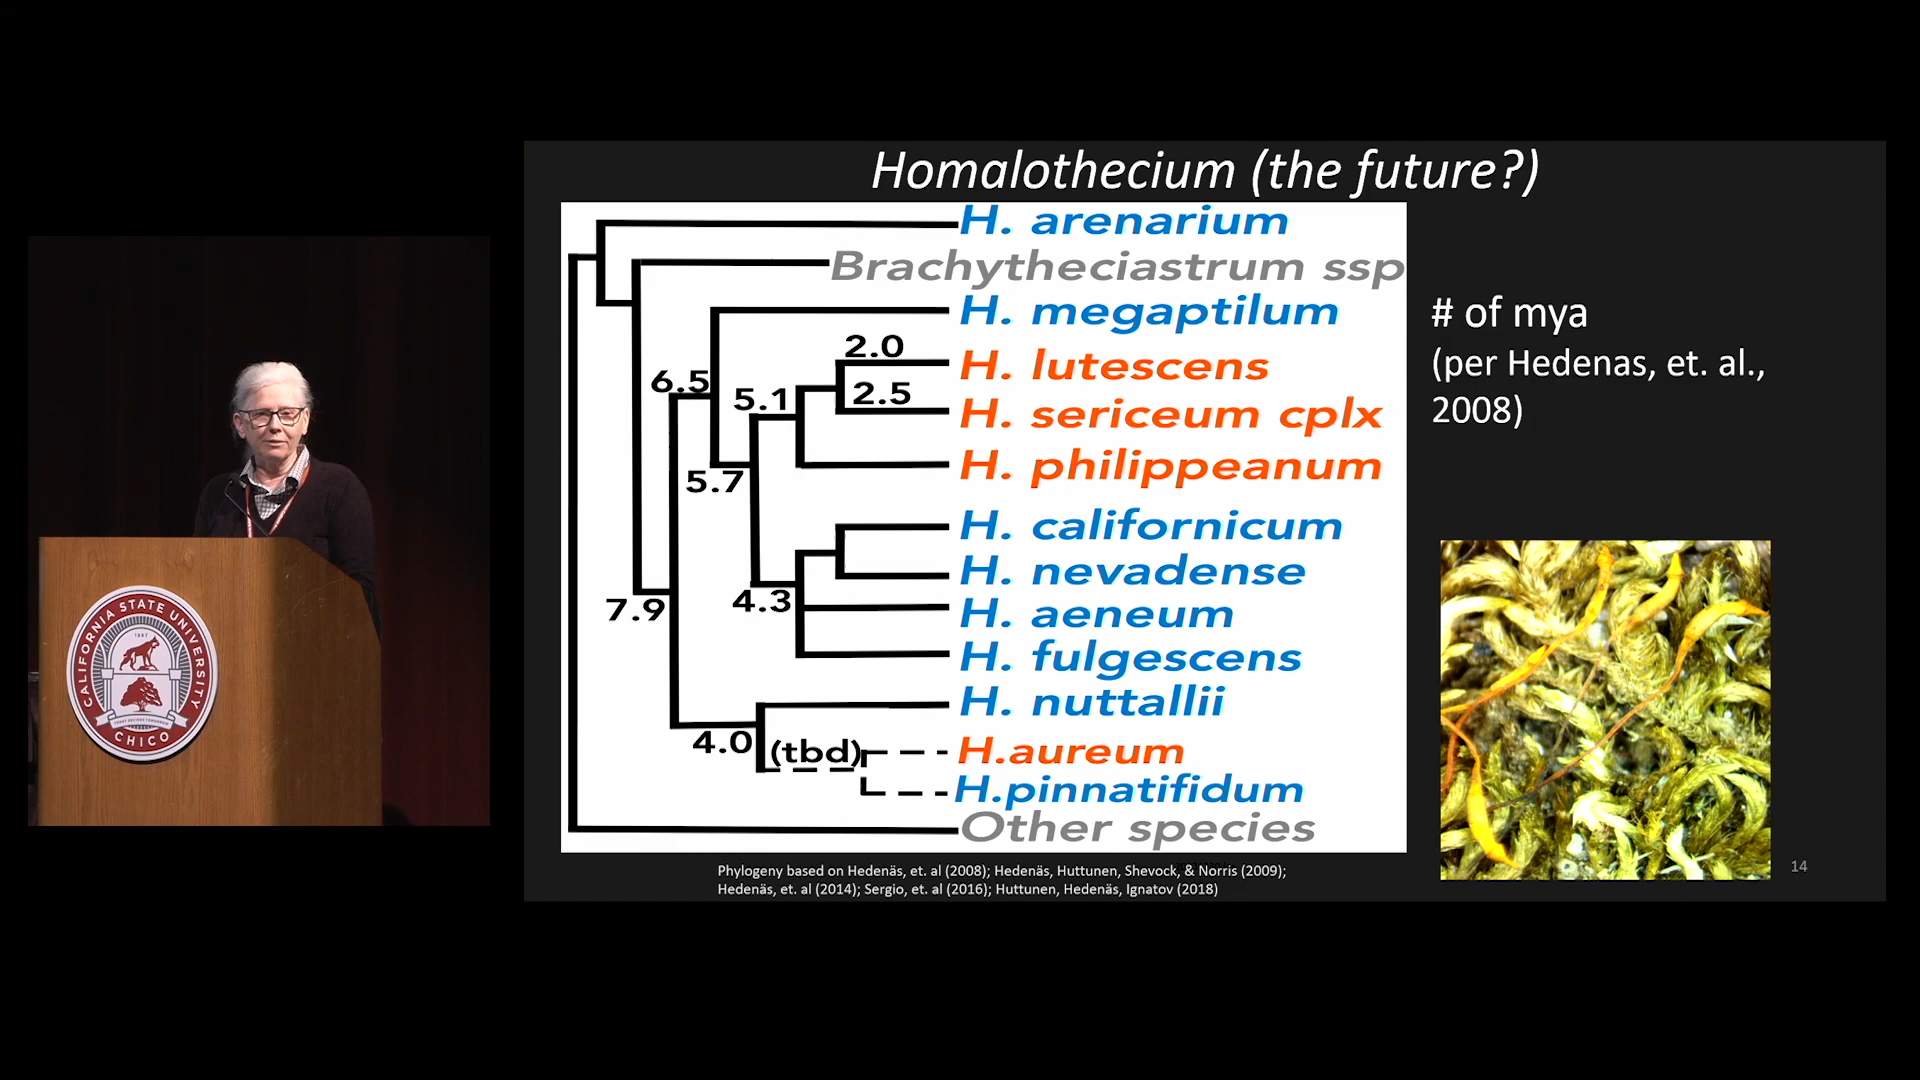 Homalothecium (the future?)
H. arenarium
Brachytheciastrum ssp
H. megaptilum
2.0
H. lutescens
6.5
5.1
2.5
H. sericeum cplx
H. philippeanum
5.7
H. californicum
H. nevadense
7.9
4.3
H. aeneum
H. fulgescens
H. nuttallii
4.0
(tbd)
H.aureum
H.pinnatifidum
Other species
# of mya
(per Hedenas, et. al.,
2008)
Phylogeny based on Hedenäs, et. al (2008); Hedenäs, Huttunen, Shevock, & Norris (2009);
Hedenäs, et. al (2014); Sergio, et. al (2016); Huttunen, Hedenäs, Ignatov (2018)
14
CALIFORNIA STATE UNIVERSITY
1887
CHICO